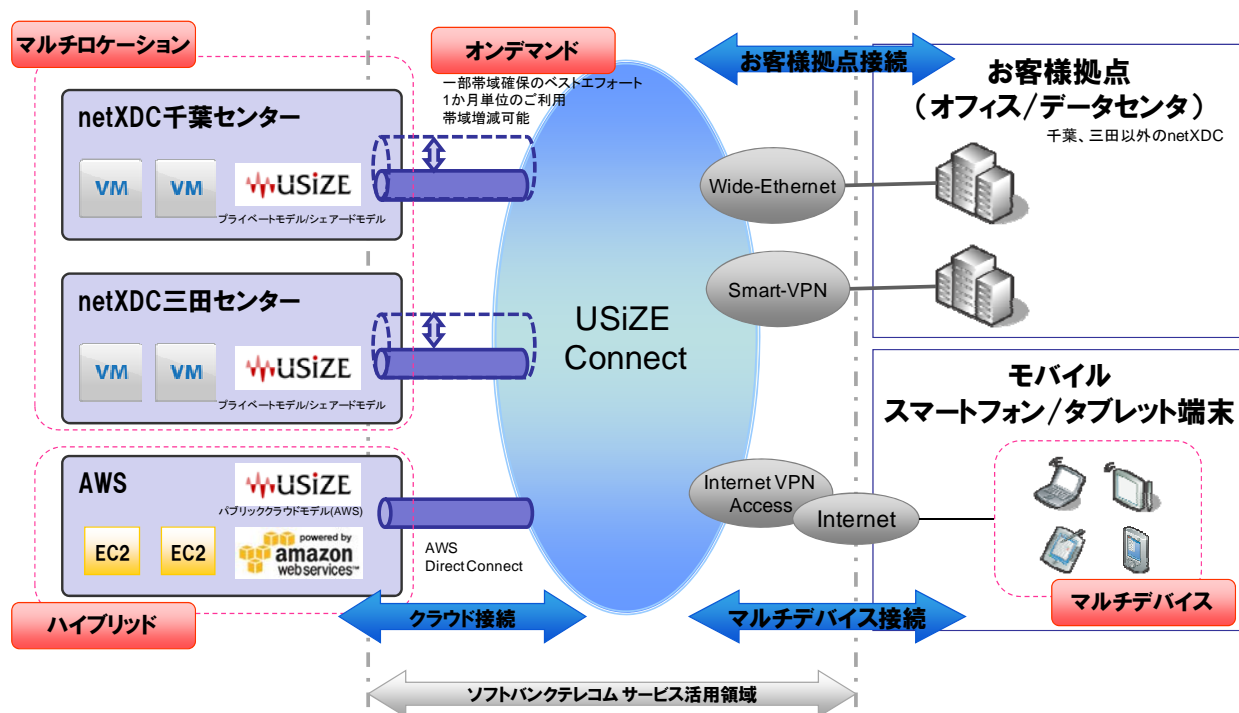 マルチロケーション
オンデマンド
一部帯域確保のベストエフォート
1か月単位のご利用
帯域増減可能
お客様拠点接続
お客様拠点
(オフィス/データセンタ)
千葉、三田以外のnetXDC
netXDC千葉センター
VM
VM
USiZE
プライベートモデル/シェアードモデル
Wide-Ethernet
netXDC三田センター
VM
VM
USiZE
プライベートモデル/シェアードモデル
Smart-VPN
USiZE
Connect
モバイル
スマートフォン/タブレット端末
AWS
USiZE
パブリッククラウドモデル(AWS)
EC2
EC2
powered by
amazon
web services™
AWS
DirectConnect
Internet VPN
Access
Internet
マルチデバイス
ハイブリッド
クラウド接続
マルチデバイス接続
ソフトバンクテレコム サービス活用領域